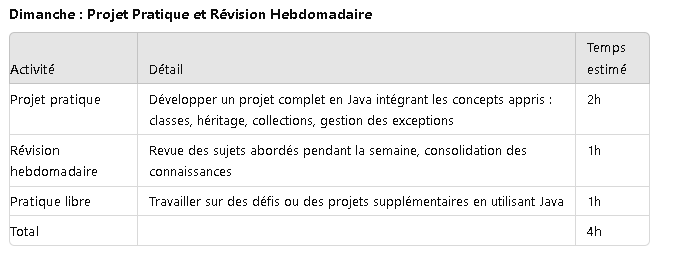 Dimanche : Projet Pratique et Révision Hebdomadaire
Activité Détail Temps estimé
Projet pratique Développer un projet complet en Java intégrant les concepts appris : 2h
classes, héritage, collections, gestion des exceptions
Révision hebdomadaire Revue des sujets abordés pendant la semaine, consolidation des 1h
connaissances
Pratique libre Travailler sur des défis ou des projets supplémentaires en utilisant Java 1h
Total 4h